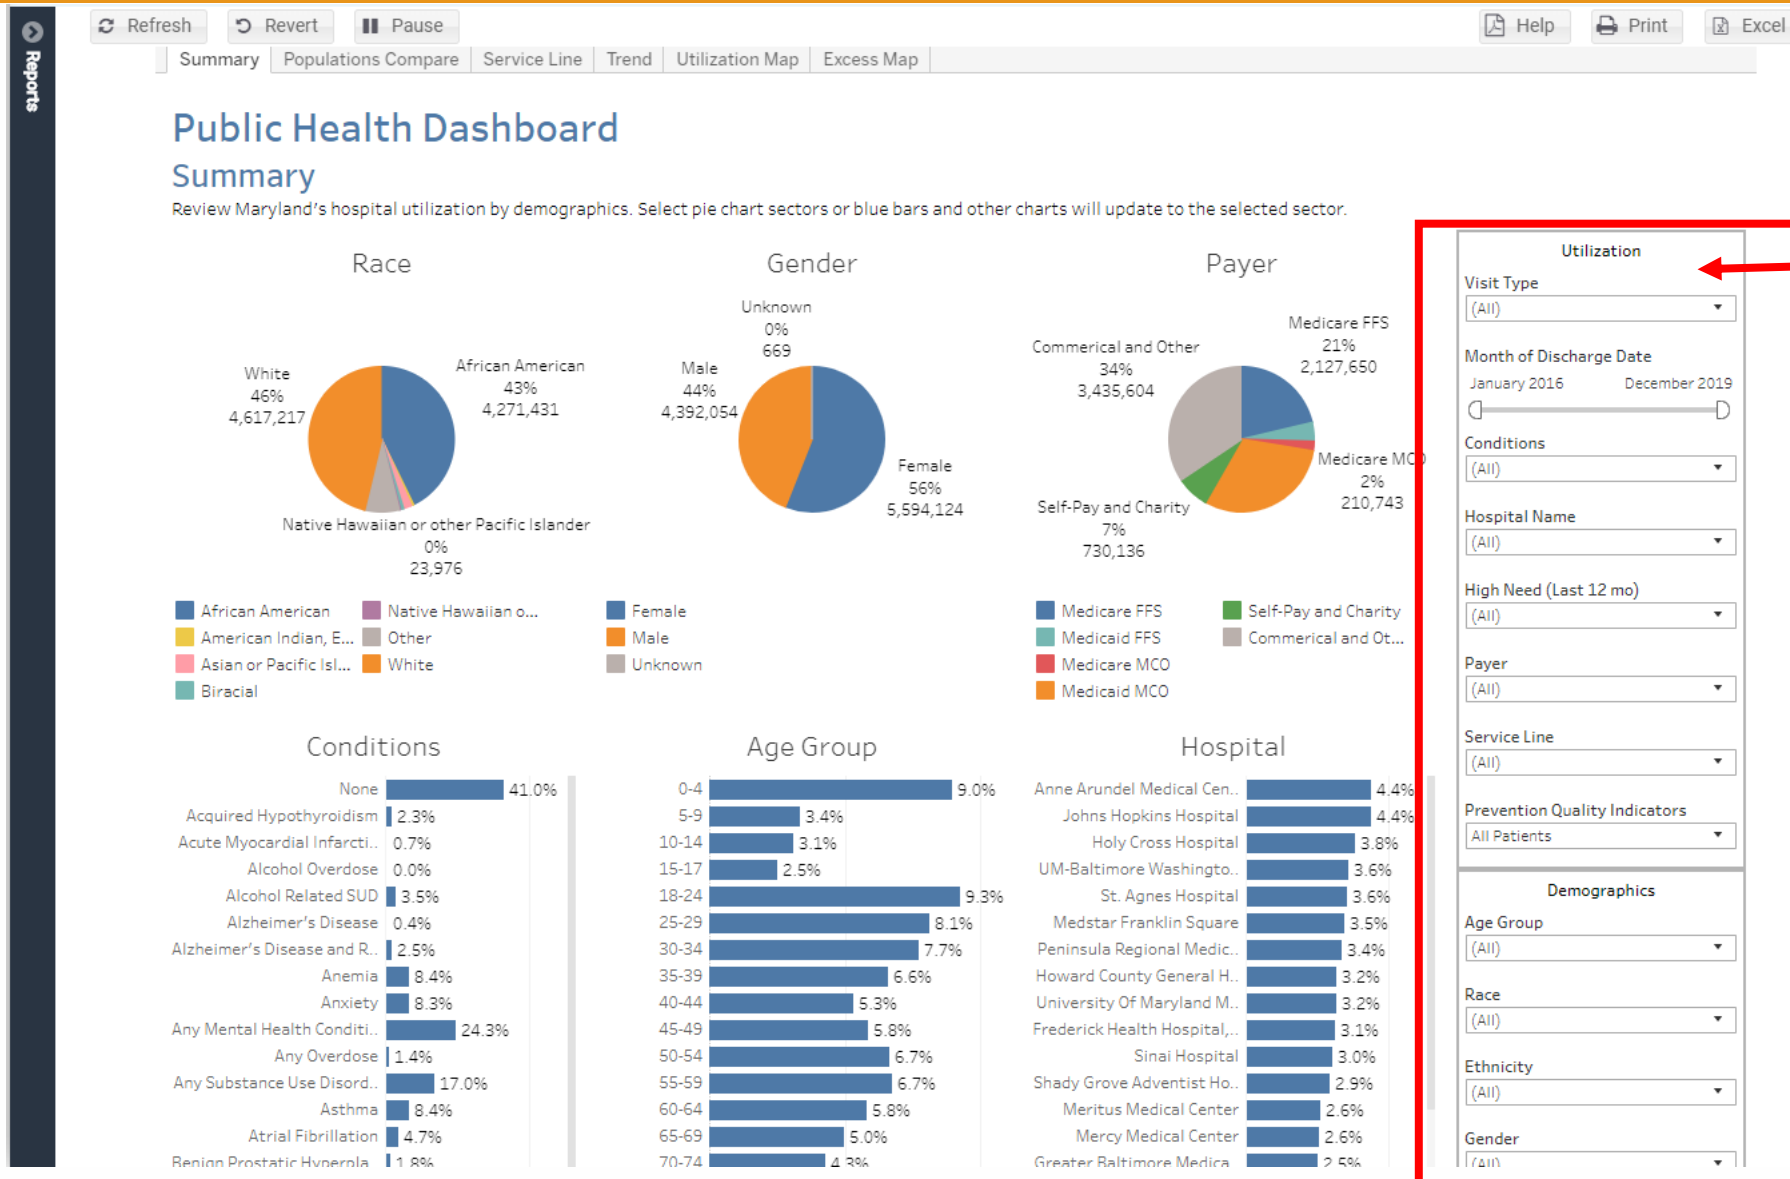 Reports
Refresh Revert Pause Help Print Excel
Summary Populations Compare Service Line Trend Utilization Map Excess Map
Public Health Dashboard
Summary
Review Maryland's hospital utilization by demographics. Select pie chart sectors or blue bars and other charts will update to the selected sector.
Race
White
46%
4,617,217
African American
43%
4,271,431
Native Hawaiian or other Pacific Islander
0%
23,976
African American Native Hawaiian o...
American Indian, E... Other
Asian or Pacific Isl... White
Biracial
Gender
Unknown
0%
669
Male
44%
4,392,054
Female
56%
5,594,124
Female
Male
Unknown
Payer
Commerical and Other
34%
3,435,604
Medicare FFS
21%
2,127,650
Medicare MCO
2%
210,743
Self-Pay and Charity
7%
730,136
Medicare FFS Self-Pay and Charity
Medicaid FFS Commerical and Ot...
Medicare MCO
Medicaid MCO
Conditions
None 41.0%
Acquired Hypothyroidism 2.3%
Acute Myocardial Infarcti.. 0.7%
Alcohol Overdose 0.0%
Alcohol Related SUD 3.5%
Alzheimer's Disease 0.4%
Alzheimer's Disease and R.. 2.5%
Anemia 8.4%
Anxiety 8.3%
Any Mental Health Conditi.. 24.3%
Any Overdose 1.4%
Any Substance Use Disord.. 17.0%
Asthma 8.4%
Atrial Fibrillation 4.7%
Benign Prostatic Hyperpla.. 1.8%
Age Group
0-4 9.0%
5-9 3.4%
10-14 3.1%
15-17 2.5%
18-24 9.3%
25-29 8.1%
30-34 7.7%
35-39 6.6%
40-44 5.3%
45-49 5.8%
50-54 6.7%
55-59 6.7%
60-64 5.8%
65-69 5.0%
70-74 4.3%
Hospital
Anne Arundel Medical Cen.. 4.4%
Johns Hopkins Hospital 4.4%
Holy Cross Hospital 3.8%
UM-Baltimore Washingto.. 3.6%
St. Agnes Hospital 3.6%
Medstar Franklin Square 3.5%
Peninsula Regional Medic.. 3.4%
Howard County General H.. 3.2%
University Of Maryland M.. 3.2%
Frederick Health Hospital,.. 3.1%
Sinai Hospital 3.0%
Shady Grove Adventist Ho.. 2.9%
Meritus Medical Center 2.6%
Mercy Medical Center 2.6%
Greater Baltimore Medica.. 2.5%
Utilization
Visit Type
(All)
Month of Discharge Date
January 2016 December 2019
Conditions
(All)
Hospital Name
(All)
High Need (Last 12 mo)
(All)
Payer
(All)
Service Line
(All)
Prevention Quality Indicators
All Patients
Demographics
Age Group
(All)
Race
(All)
Ethnicity
(All)
Gender
(All)